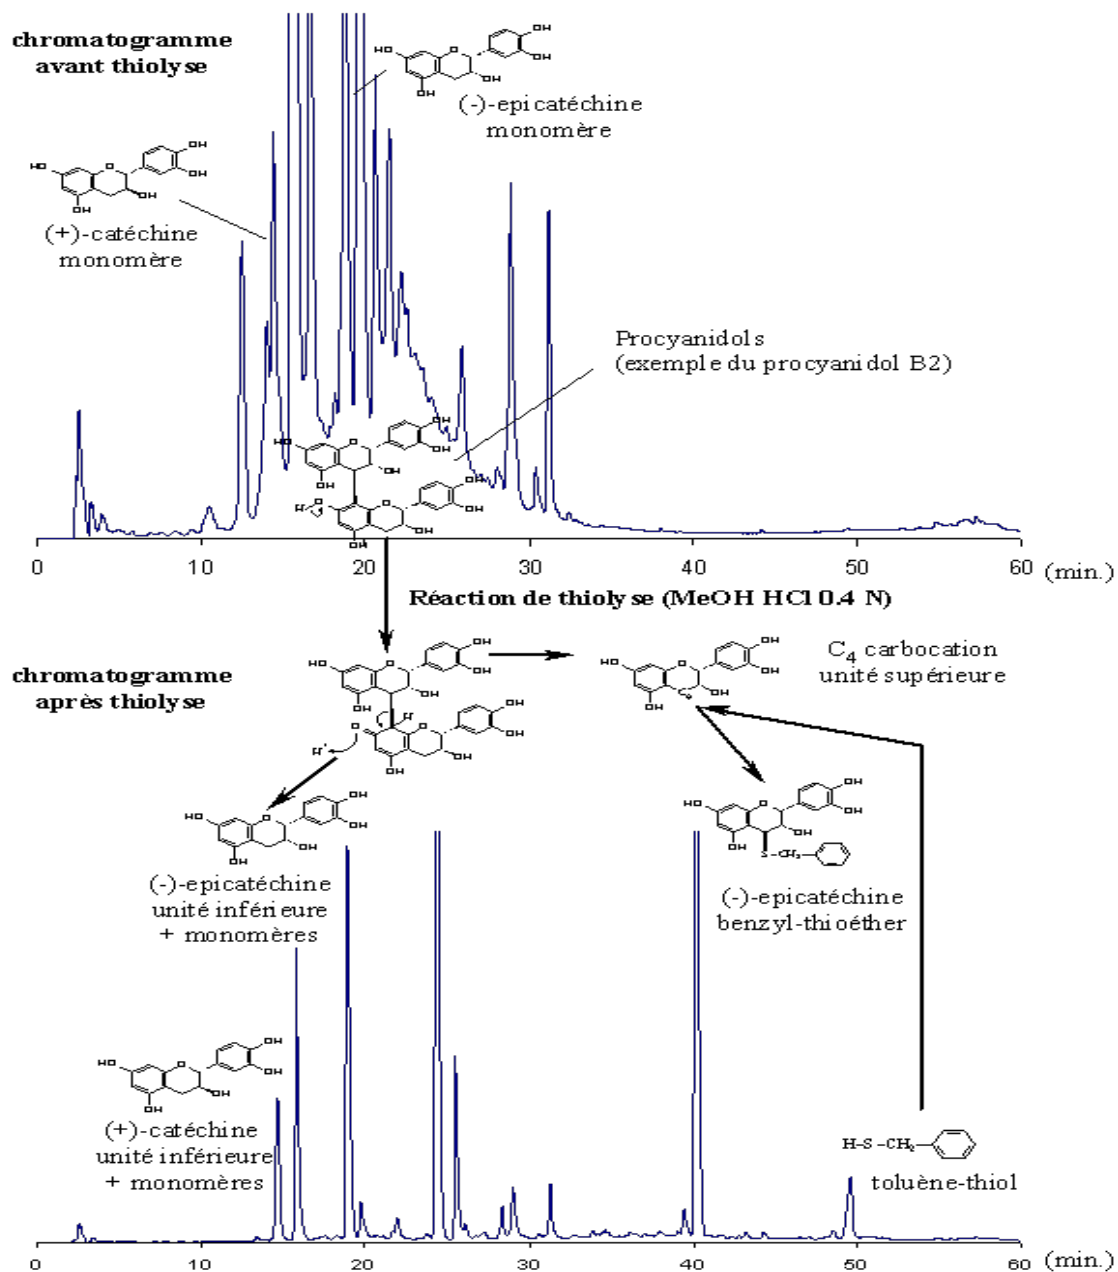 chromatogramme
avant thiolyse
(-)-epicatéchine
monomère
(+)-catéchine
monomère
Procyanidols
(exemple du procyanidol B2)
0 10 20 30 40 50 60 (min.)
Réaction de thiolyse (MeOH HCl 0.4 N)
chromatogramme
après thiolyse
C4 carbocation
unité supérieure
(-)-epicatéchine
unité inférieure
+ monomères
(-)-epicatéchine
benzyl-thioéther
(+)-catéchine
unité inférieure
+ monomères
H-S-CH2
toluène-thiol
0 10 20 30 40 50 60 (min.)